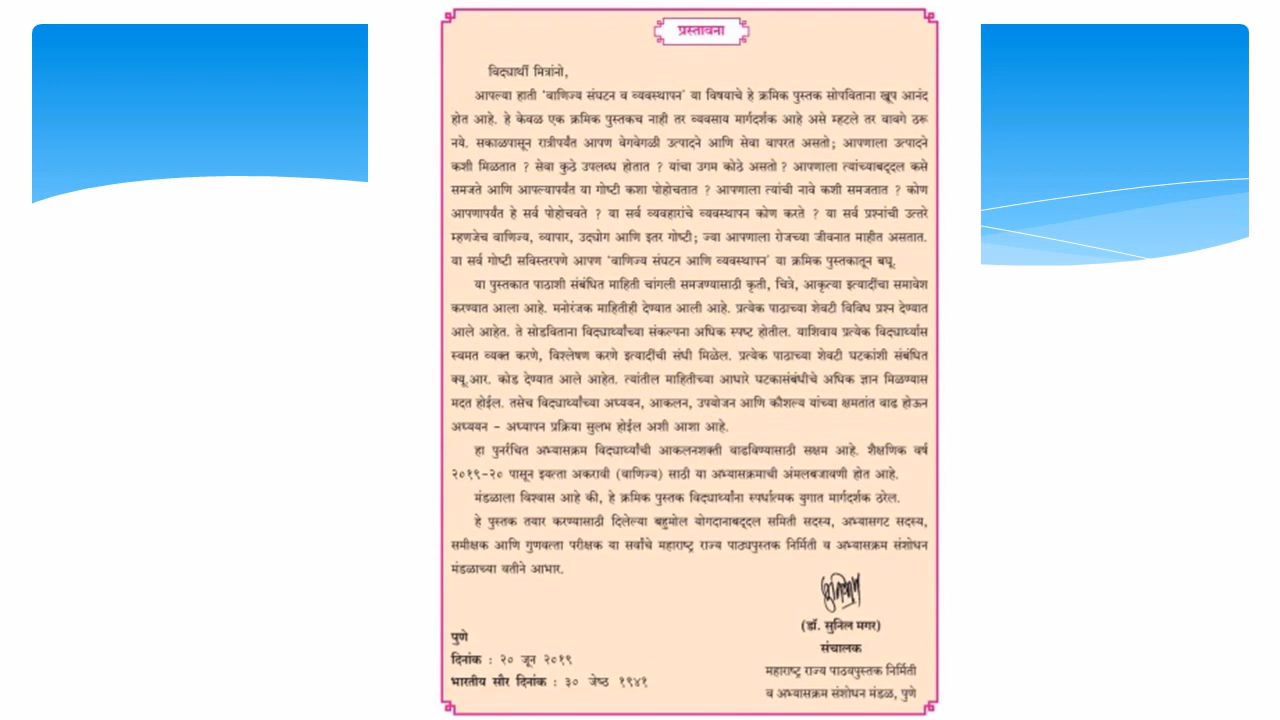 प्रस्तावना
विद्यार्थी मित्रांनो,
आपल्या हाती 'वाणिज्य संघटन व व्यवस्थापन' या विषयाचे हे क्रमिक पुस्तक सोपविताना खूप आनंद
होत आहे. हे केवळ एक क्रमिक पुस्तकच नाही तर व्यवसाय मार्गदर्शक आहे असे म्हटले तर वावगे ठरू
नये. सकाळपासून रात्रीपर्यंत आपण वेगवेगळी उत्पादने आणि सेवा वापरत असतो; आपणाला उत्पादने
कशी मिळतात ? सेवा कुठे उपलब्ध होतात ? यांचा उगम कोठे असतो ? आपणाला त्यांच्याबद्दल कसे
समजते आणि आपल्यापर्यंत या गोष्टी कशा पोहोचतात ? आपणाला त्यांची नावे कशी समजतात ? कोण
आपणापर्यंत हे सर्व पोहोचवते ? या सर्व व्यवहारांचे व्यवस्थापन कोण करते ? या सर्व प्रश्नांची उत्तरे
म्हणजेच वाणिज्य, व्यापार, उद्योग आणि इतर गोष्टी; ज्या आपणाला रोजच्या जीवनात माहीत असतात.
या सर्व गोष्टी सविस्तरपणे आपण 'वाणिज्य संघटन आणि व्यवस्थापन' या क्रमिक पुस्तकातून बघू.
या पुस्तकात पाठाशी संबंधित माहिती चांगली समजण्यासाठी कृती, चित्रे, आकृत्या इत्यादींचा समावेश
करण्यात आला आहे. मनोरंजक माहितीही देण्यात आली आहे. प्रत्येक पाठाच्या शेवटी विविध प्रश्न देण्यात
आले आहेत. ते सोडविताना विद्यार्थ्यांच्या संकल्पना अधिक स्पष्ट होतील. याशिवाय प्रत्येक विद्यार्थ्यास
स्वमत व्यक्त करणे, विश्लेषण करणे इत्यादींची संधी मिळेल. प्रत्येक पाठाच्या शेवटी घटकांशी संबंधित
क्यू.आर. कोड देण्यात आले आहेत. त्यांतील माहितीच्या आधारे घटकासंबंधीचे अधिक ज्ञान मिळण्यास
मदत होईल. तसेच विद्यार्थ्यांच्या अध्ययन, आकलन, उपयोजन आणि कौशल्य यांच्या क्षमतांत वाढ होऊन
अध्ययन - अध्यापन प्रक्रिया सुलभ होईल अशी आशा आहे.
हा पुनर्रचित अभ्यासक्रम विद्यार्थ्यांची आकलनशक्ती वाढविण्यासाठी सक्षम आहे. शैक्षणिक वर्ष
२०१९-२० पासून इयत्ता अकरावी (वाणिज्य) साठी या अभ्यासक्रमाची अंमलबजावणी होत आहे.
मंडळाला विश्वास आहे की, हे क्रमिक पुस्तक विद्यार्थ्यांना स्पर्धात्मक युगात मार्गदर्शक ठरेल.
हे पुस्तक तयार करण्यासाठी दिलेल्या बहुमोल योगदानाबद्दल समिती सदस्य, अभ्यासगट सदस्य,
समीक्षक आणि गुणवत्ता परीक्षक या सर्वांचे महाराष्ट्र राज्य पाठ्यपुस्तक निर्मिती व अभ्यासक्रम संशोधन
मंडळाच्या वतीने आभार.
(डॉ. सुनिल मगर)
संचालक
महाराष्ट्र राज्य पाठ्यपुस्तक निर्मिती
व अभ्यासक्रम संशोधन मंडळ, पुणे
पुणे
दिनांक : २० जून २०१९
भारतीय सौर दिनांक : ३० जेष्ठ १९४१